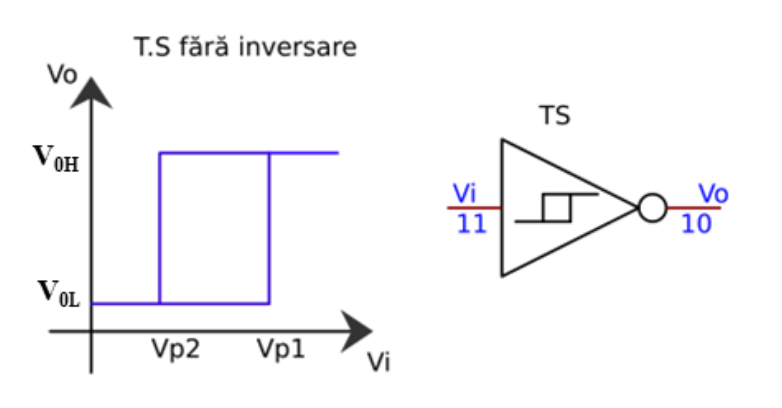 T.S fără inversare
Vo
V0H
V0L
Vp2
Vp1
Vi
TS
Vi
11
Vo
10